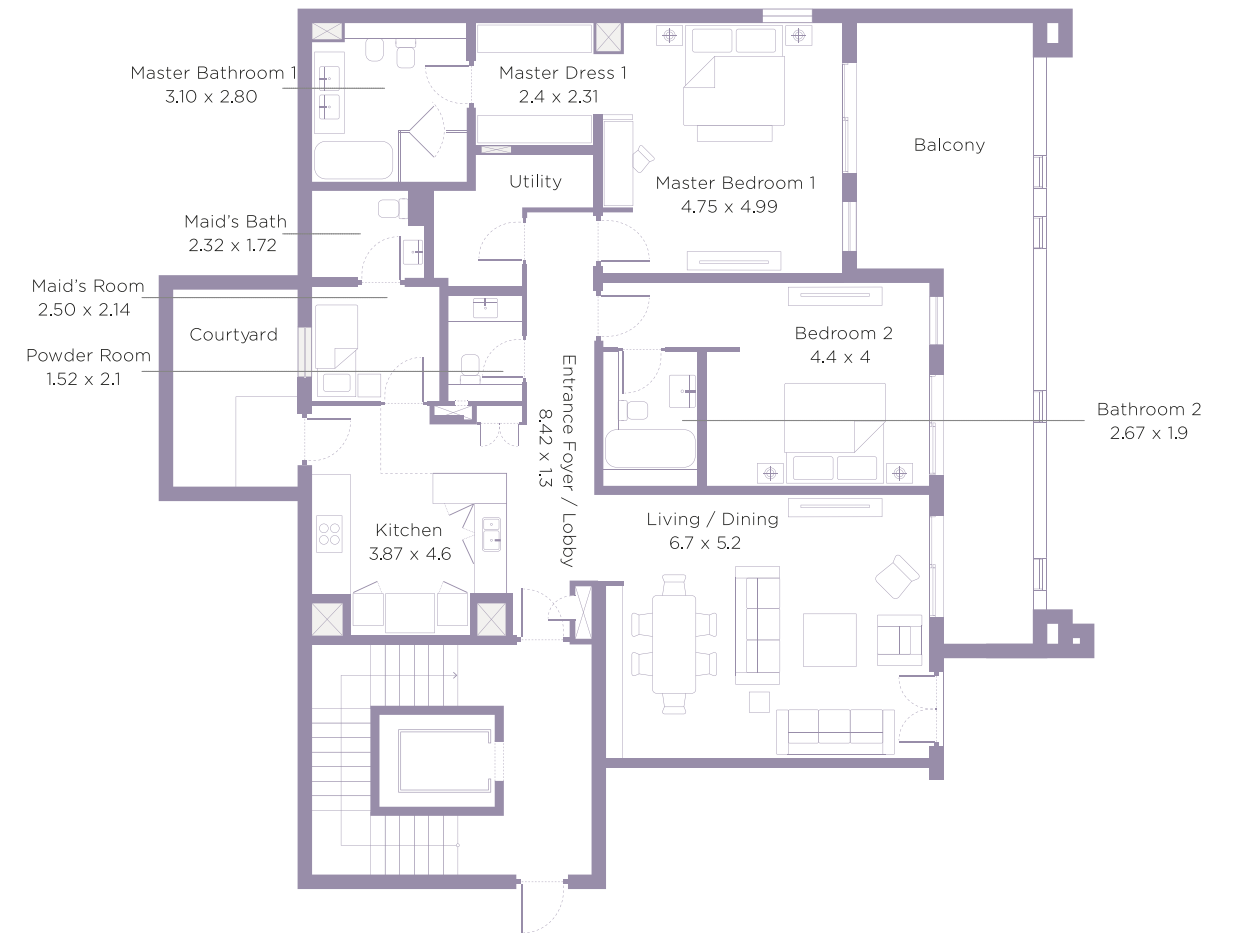 Master Bathroom 1
3.10 x 2.80
Master Dress 1
2.4 x 2.31
Balcony
Utility
Master Bedroom 1
4.75 x 4.99
Maid's Bath
2.32 x 1.72
Maid's Room
2.50 x 2.14
Courtyard
Powder Room
1.52 x 2.1
Bedroom 2
4.4 x 4
Entrance Foyer / Lobby
8.42 x 1.3
Bathroom 2
2.67 x 1.9
Kitchen
3.87 x 4.6
Living / Dining
6.7 x 5.2